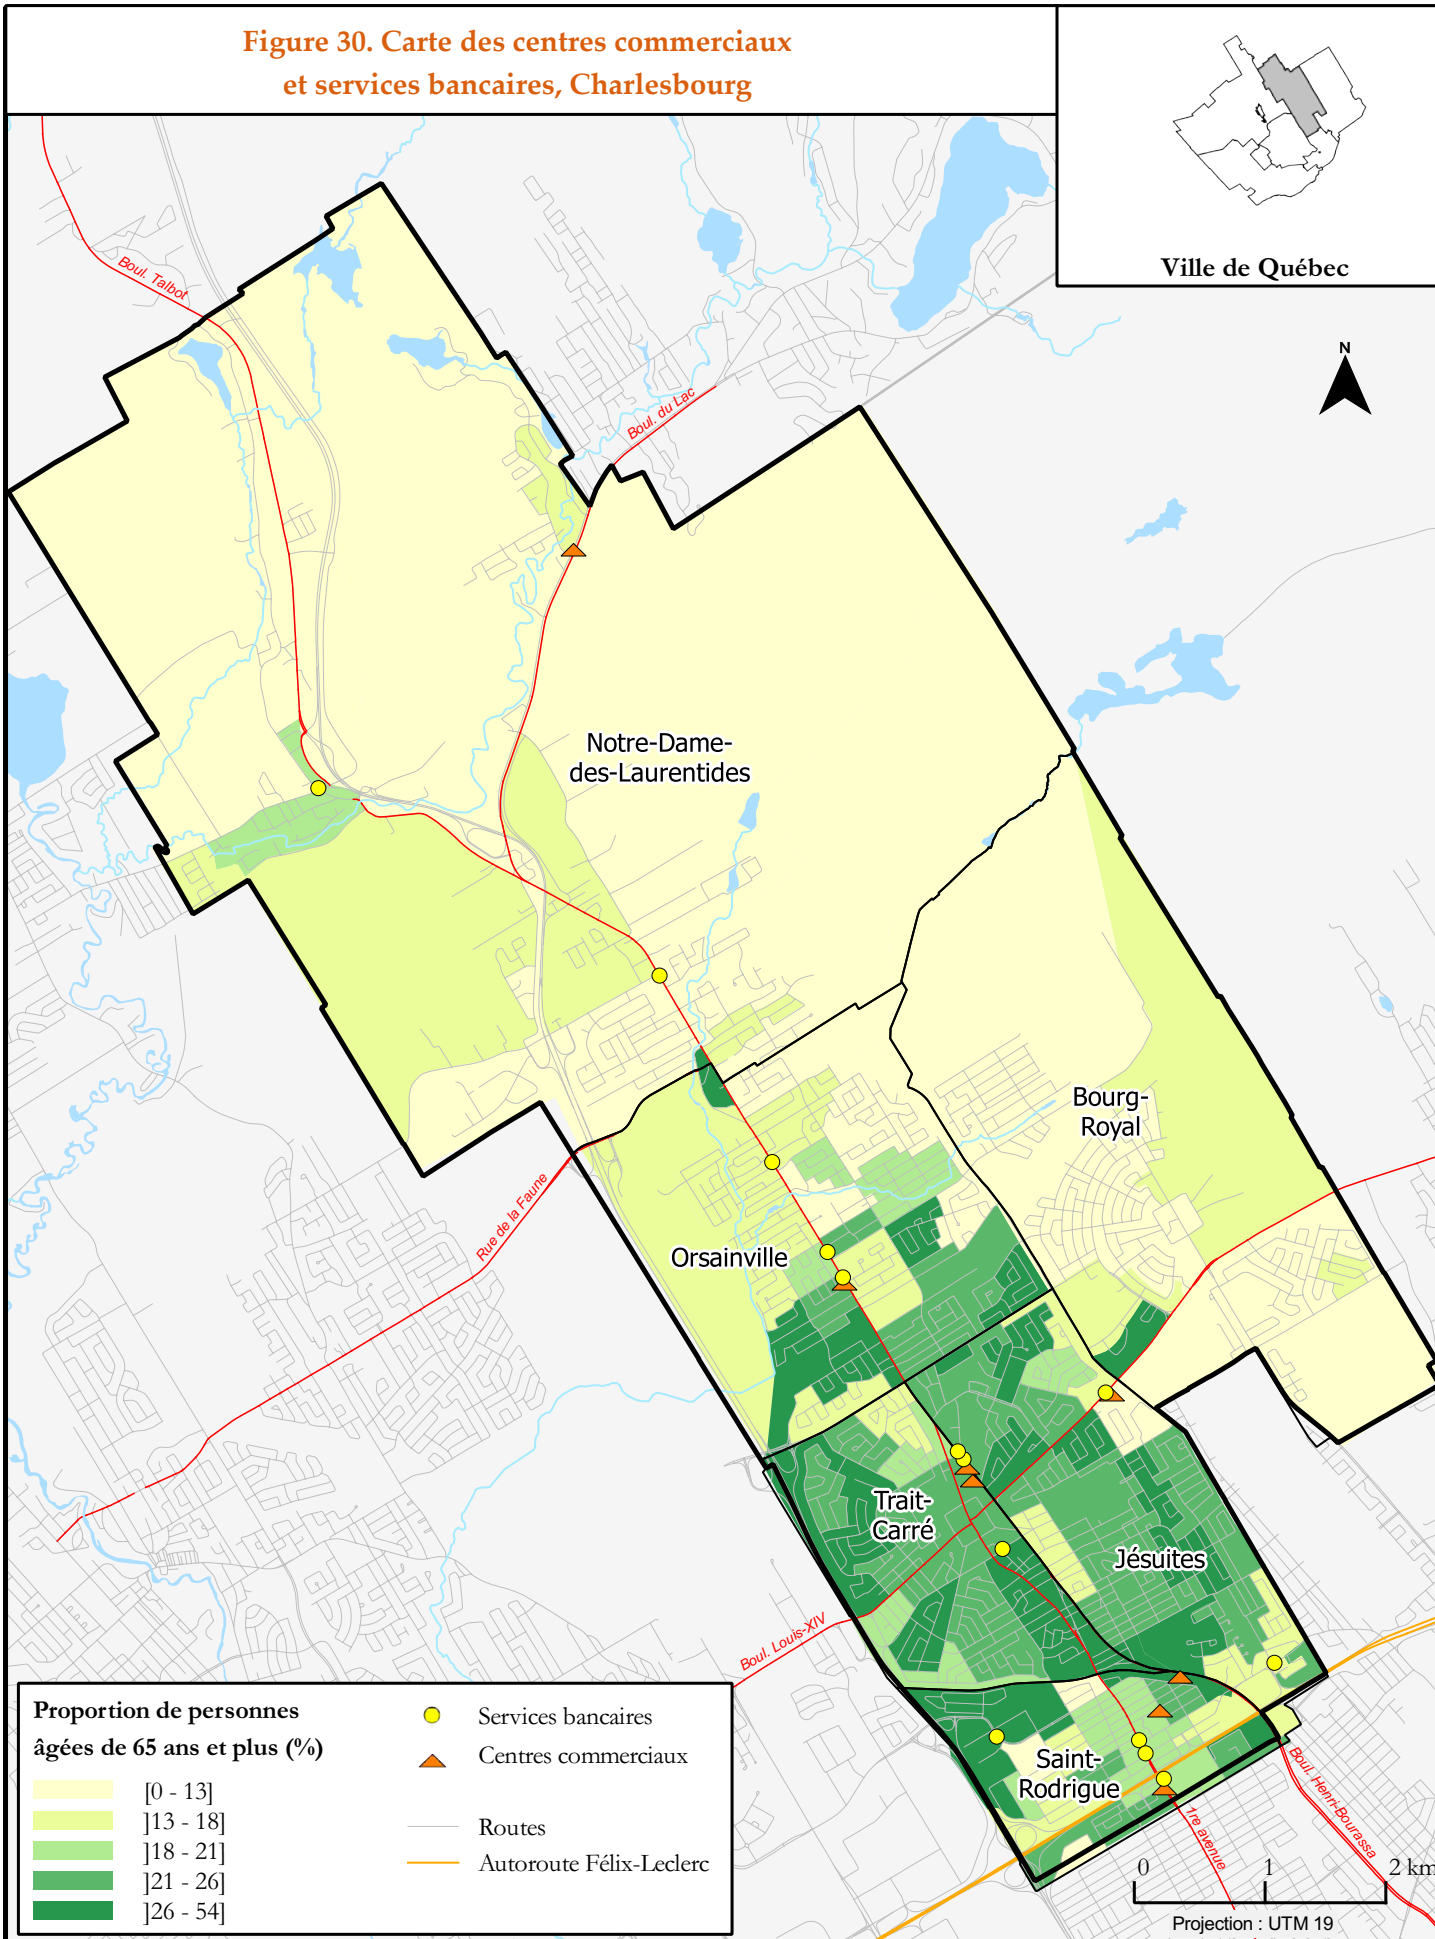 Figure 30. Carte des centres commerciaux
et services bancaires, Charlesbourg
Ville de Québec
N
Boul. Talbot
Boul. du Lac
Notre-Dame-
des-Laurentides
Bourg-
Royal
Rue de la Faune
Orsainville
Trait-
Carré
Jésuites
Boul. Louis-XIV
Saint-
Rodrigue
Boul. Henri-Bourassa
1re avenue
Proportion de personnes
âgées de 65 ans et plus (%)
[0 - 13]
]13 - 18]
]18 - 21]
]21 - 26]
]26 - 54]
Services bancaires
Centres commerciaux
Routes
Autoroute Félix-Leclerc
0 1 2 km
Projection : UTM 19